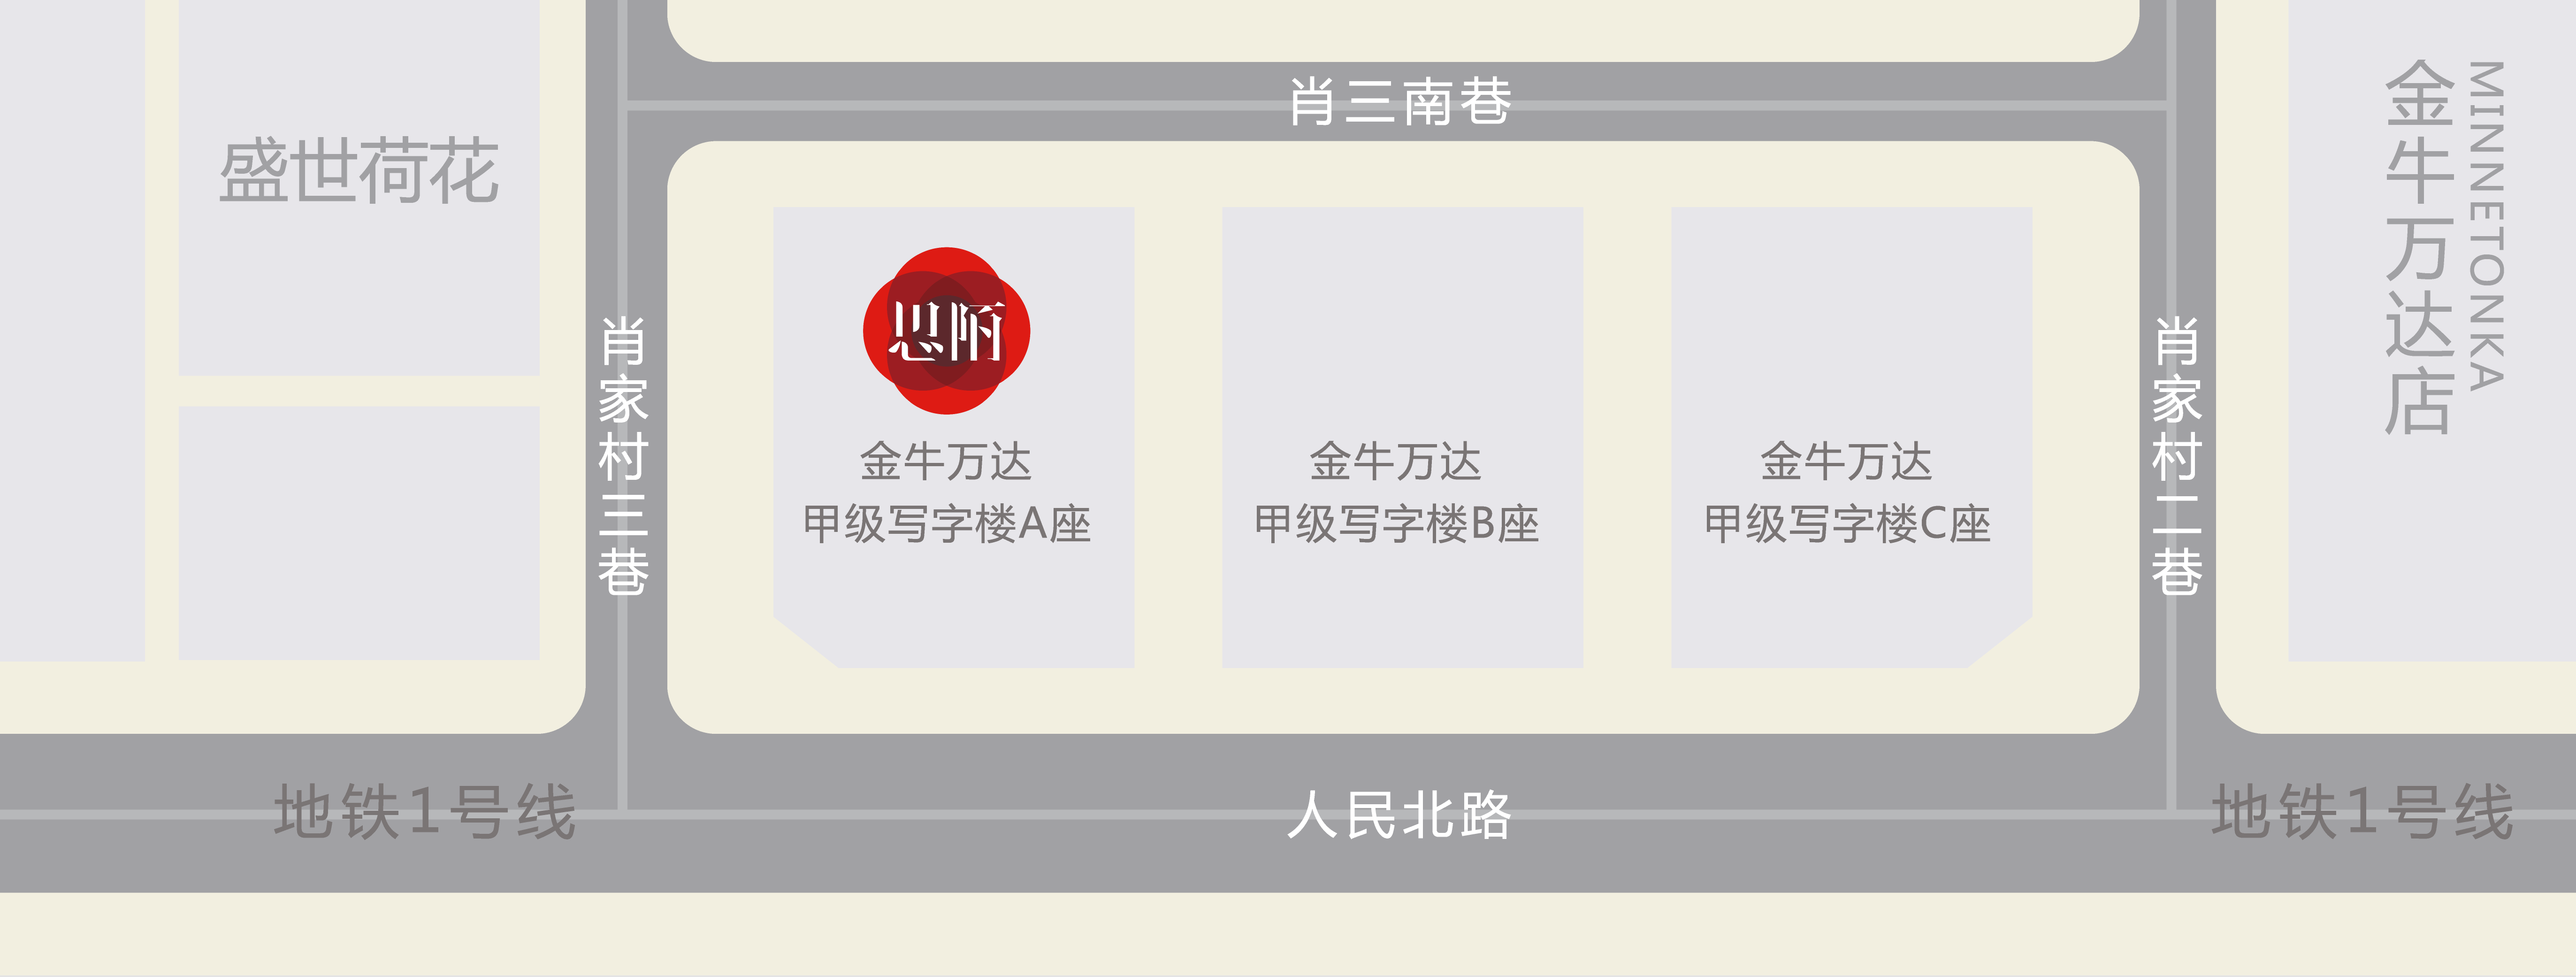 肖三南巷
盛世荷花
金牛万达店
MINNETONKA
肖家村三巷
思府
金牛万达
甲级写字楼A座
金牛万达
甲级写字楼B座
金牛万达
甲级写字楼C座
肖家村二巷
地铁1号线
人民北路
地铁1号线